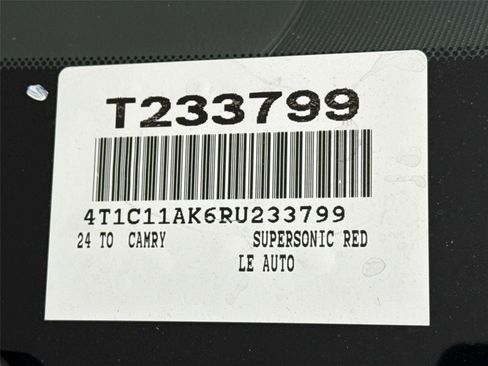 T233799
4T1C11AK6RU233799
24 TO CAMRY SUPERSONIC RED
LE AUTO